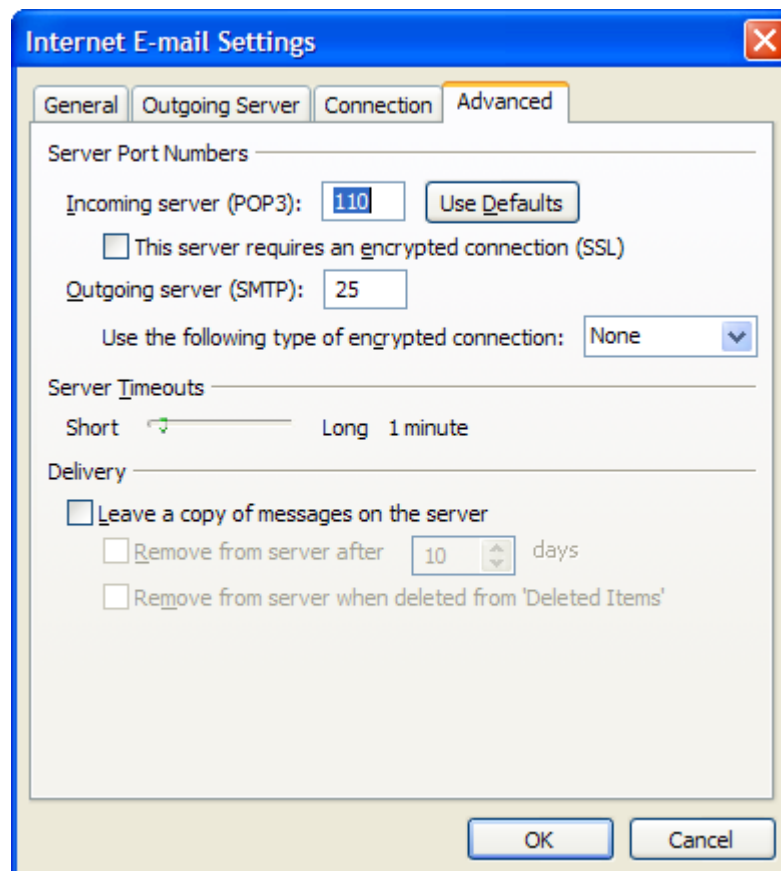 Internet E-mail Settings
General Outgoing Server Connection Advanced
Server Port Numbers
Incoming server (POP3): 110 Use Defaults
This server requires an encrypted connection (SSL)
Outgoing server (SMTP): 25
Use the following type of encrypted connection: None
Server Timeouts
Short Long 1 minute
Delivery
Leave a copy of messages on the server
Remove from server after 10 days
Remove from server when deleted from 'Deleted Items'
OK Cancel